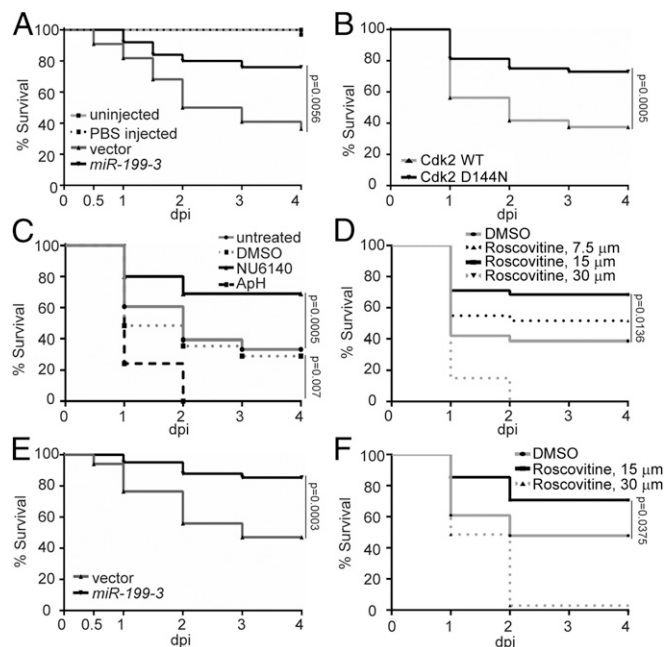 A
% Survival
100
80
60
40
20
0
uninjected
PBS injected
vector
miR-199-3
p=0.0056
0 0.5 1 2 3 4
dpi
B
% Survival
100
80
60
40
20
0
Cdk2 WT
Cdk2 D144N
p=0.0005
0 1 2 3 4
dpi
C
% Survival
100
80
60
40
20
0
untreated
DMSO
NU6140
ApH
p=0.0005
p=0.007
0 1 2 3 4
dpi
D
% Survival
100
80
60
40
20
0
DMSO
Roscovitine, 7.5 μm
Roscovitine, 15 μm
Roscovitine, 30 μm
p=0.0136
0 1 2 3 4
dpi
E
% Survival
100
80
60
40
20
0
vector
miR-199-3
p=0.0003
0 0.5 1 2 3 4
dpi
F
% Survival
100
80
60
40
20
0
DMSO
Roscovitine, 15 μm
Roscovitine, 30 μm
p=0.0375
0 1 2 3 4
dpi